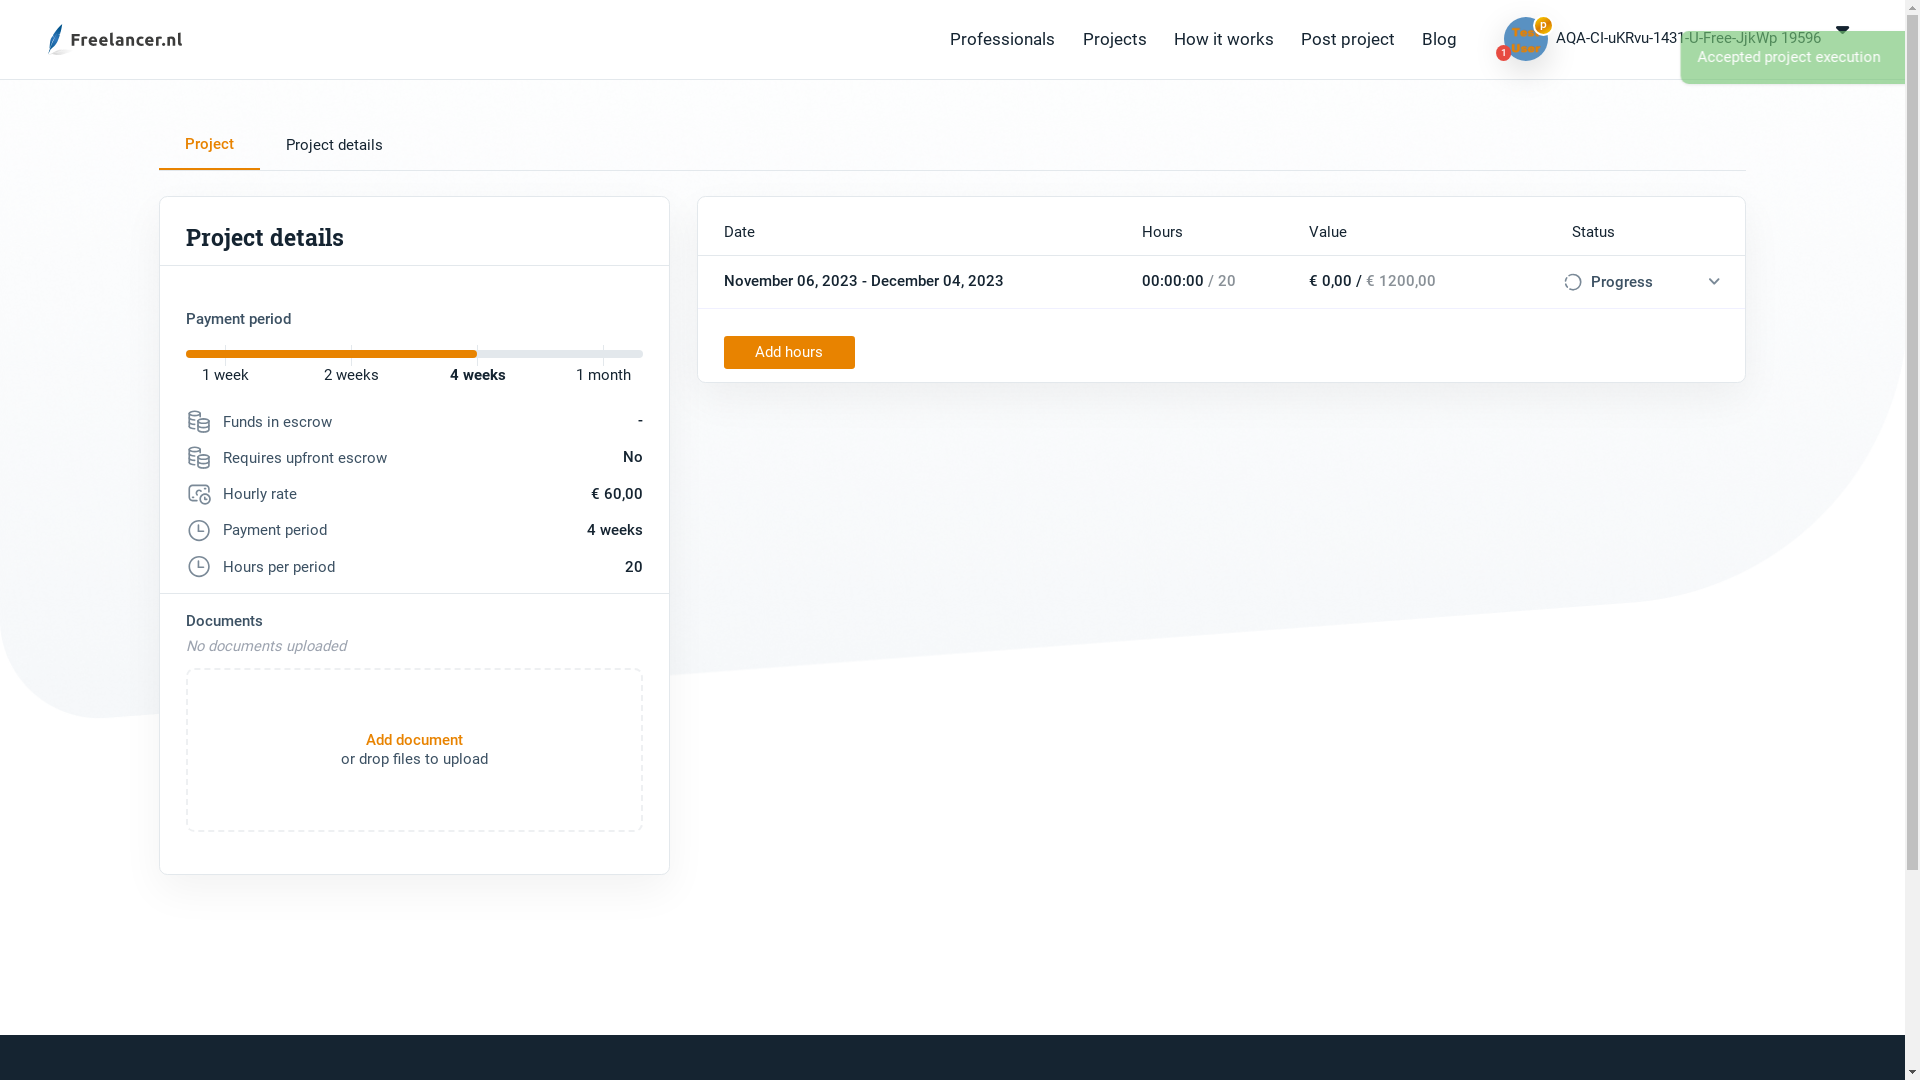 Freelancer.nl
Professionals
Projects
How it works
Post project
Blog
Test
User
p
1
AQA-CI-uKRvu-1431-U-Free-JjkWp 19596
Accepted project execution
Project
Project details
Project details
Payment period
1 week
2 weeks
4 weeks
1 month
Funds in escrow
-
Requires upfront escrow
No
Hourly rate
€ 60,00
Payment period
4 weeks
Hours per period
20
Documents
No documents uploaded
Add document
or drop files to upload
Date
Hours
Value
Status
November 06, 2023 - December 04, 2023
00:00:00 / 20
€ 0,00 / € 1200,00
Progress
Add hours